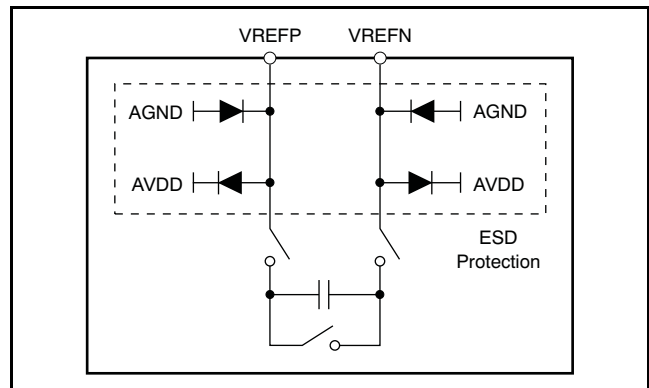 VREFP VREFN
AGND AGND
AVDD AVDD
ESD
Protection